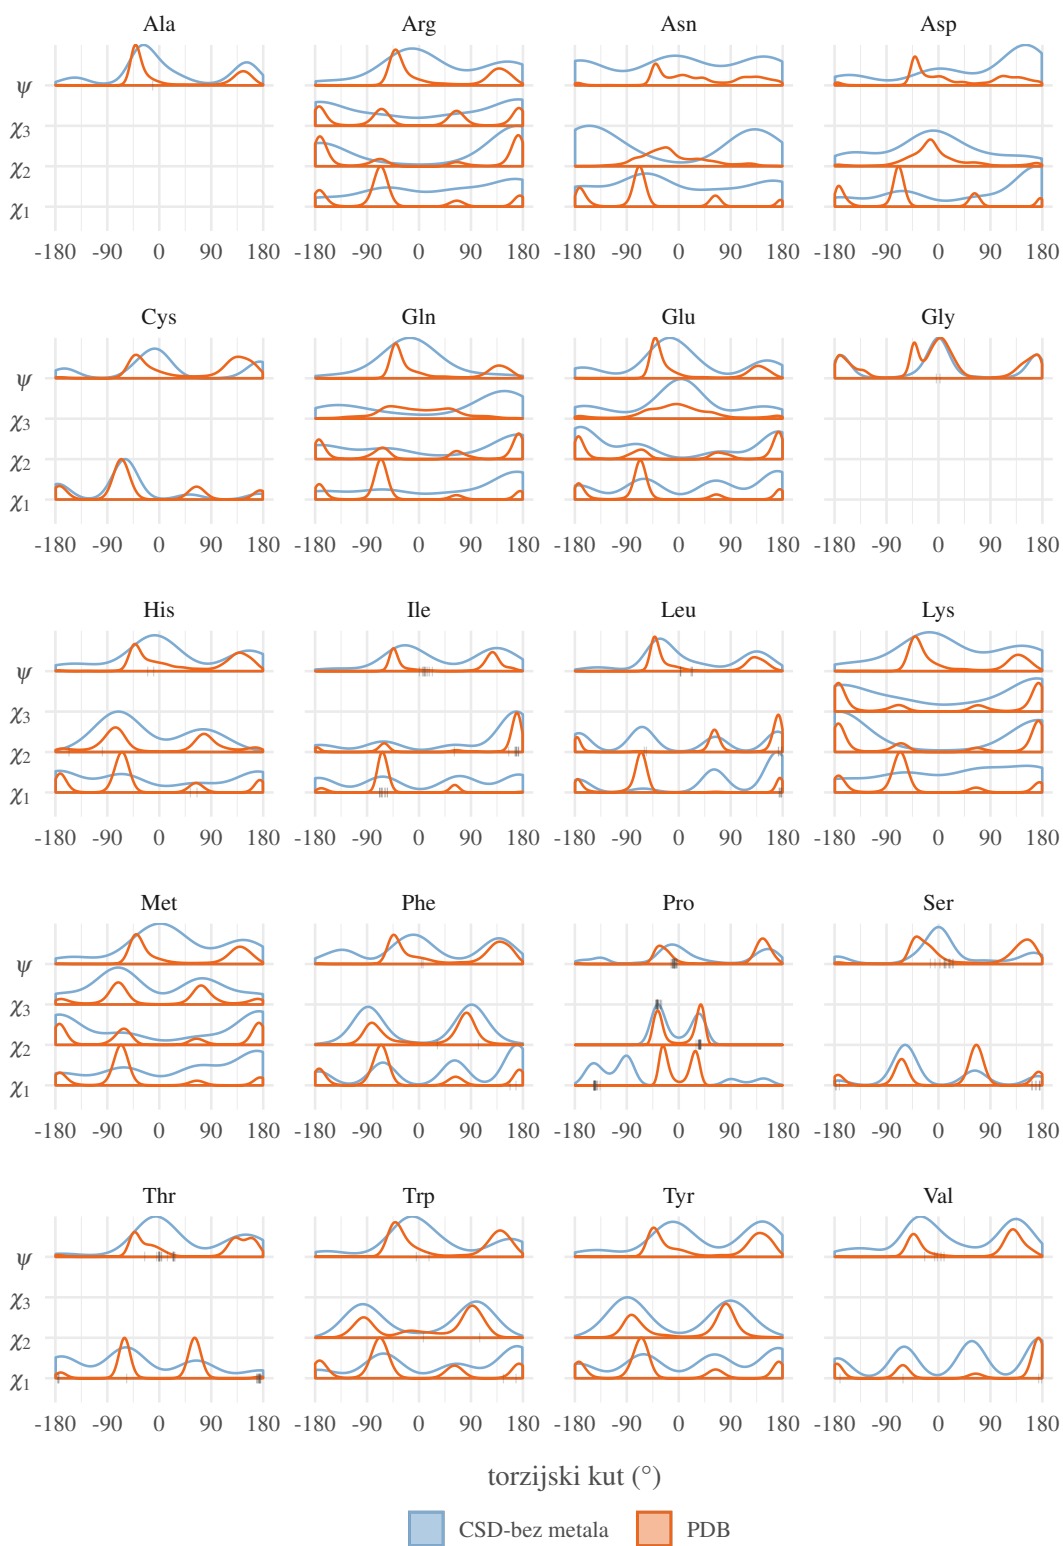 Ala Arg Asn Asp
ψ
χ3
χ2
χ1
-180 -90 0 90 180 -180 -90 0 90 180 -180 -90 0 90 180 -180 -90 0 90 180
Cys Gln Glu Gly
ψ
χ3
χ2
χ1
-180 -90 0 90 180 -180 -90 0 90 180 -180 -90 0 90 180 -180 -90 0 90 180
His Ile Leu Lys
ψ
χ3
χ2
χ1
-180 -90 0 90 180 -180 -90 0 90 180 -180 -90 0 90 180 -180 -90 0 90 180
Met Phe Pro Ser
ψ
χ3
χ2
χ1
-180 -90 0 90 180 -180 -90 0 90 180 -180 -90 0 90 180 -180 -90 0 90 180
Thr Trp Tyr Val
ψ
χ3
χ2
χ1
-180 -90 0 90 180 -180 -90 0 90 180 -180 -90 0 90 180 -180 -90 0 90 180
torzijski kut (°)
CSD-bez metala PDB